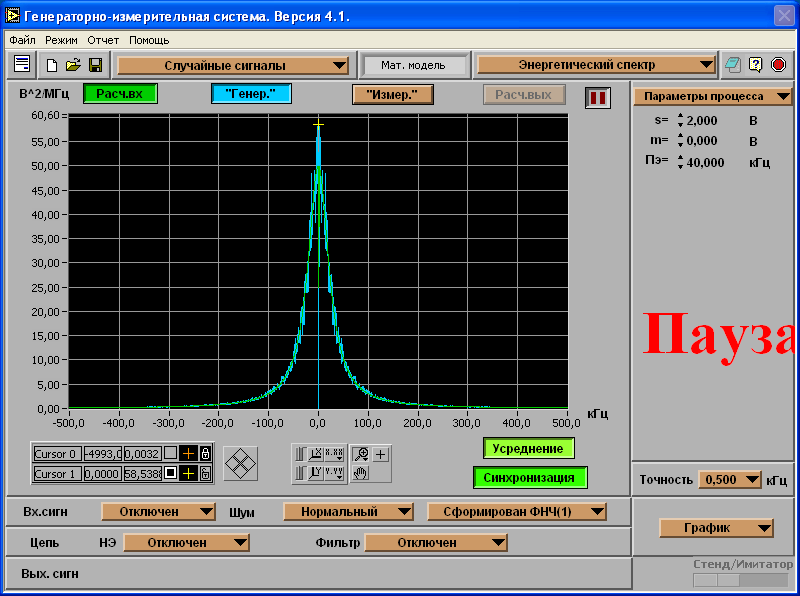 Генераторно-измерительная система. Версия 4.1.
Файл Режим Отчет Помощь
Случайные сигналы Мат. модель Энергетический спектр
В^2/МГц Расч.вх "Генер." "Измер." Расч.вых
Параметры процесса
s= 2,000 В
m= 0,000 В
Пэ= 40,000 кГц
60,60
55,00
50,00
45,00
40,00
35,00
30,00
25,00
20,00
15,00
10,00
5,00
0,00
-500,0 -400,0 -300,0 -200,0 -100,0 0,0 100,0 200,0 300,0 400,0 500,0
кГц
Пауза
Cursor 0 -4993,0 0,0032
Cursor 1 0,0000 58,538
X X.XX
Y Y.YY
Усреднение
Синхронизация
Точность 0,500 кГц
Вх.сигн Отключен Шум Нормальный Сформирован ФНЧ(1)
График
Цепь НЭ Отключен Фильтр Отключен
Стенд/Имитатор
Вых. сигн